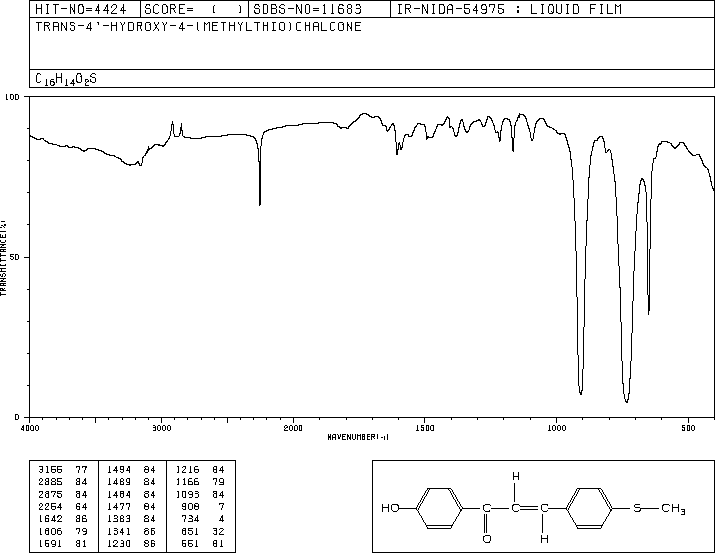 HIT-NO=4424 SCORE= ( ) SDBS-NO=11683 IR-NIDA-54975 : LIQUID FILM
TRANS-4'-HYDROXY-4-(METHYLTHIO)CHALCONE
C16H14O2S
100
50
0
TRANSMITTANCE(%)
4000 3000 2000 1500 1000 500
WAVENUMBER(-1)
3166 77 1494 84 1216 84
2885 84 1489 84 1166 79
2875 84 1484 84 1093 84
2254 64 1477 84 908 7
1642 86 1383 84 734 4
1606 79 1341 86 651 32
1591 81 1230 86 551 81
H
HO
C
C
C
S
CH3
O
H